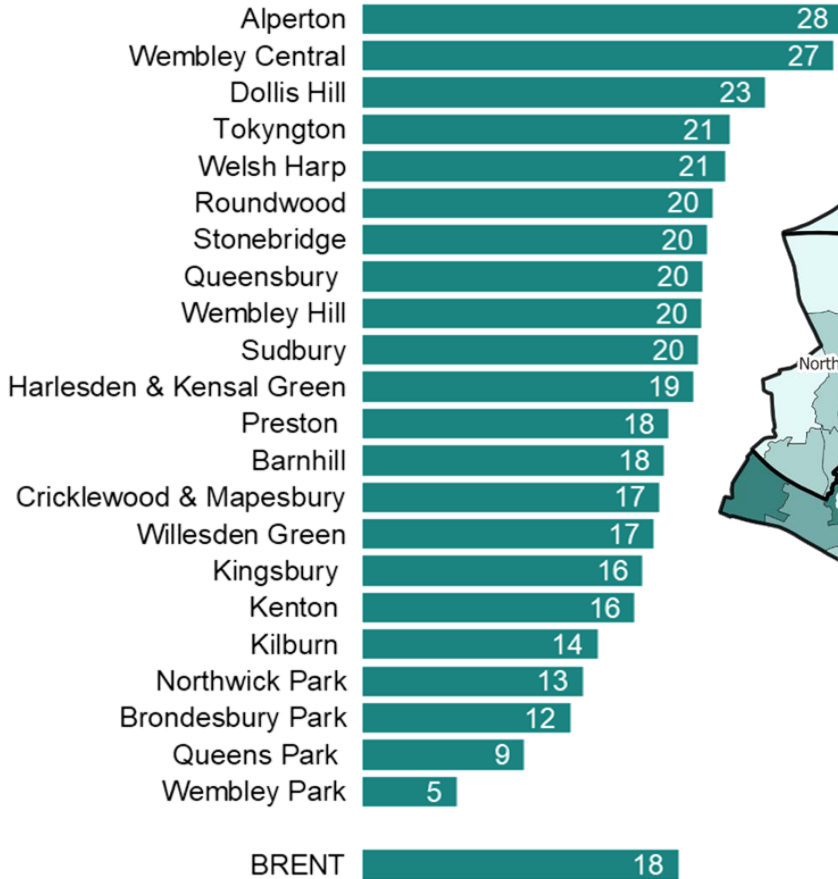 Alperton 28
Wembley Central 27
Dollis Hill 23
Tokyngton 21
Welsh Harp 21
Roundwood 20
Stonebridge 20
Queensbury 20
Wembley Hill 20
Sudbury 20
North
Harlesden & Kensal Green 19
Preston 18
Barnhill 18
Cricklewood & Mapesbury 17
Willesden Green 17
Kingsbury 16
Kenton 16
Kilburn 14
Northwick Park 13
Brondesbury Park 12
Queens Park 9
Wembley Park 5
BRENT 18